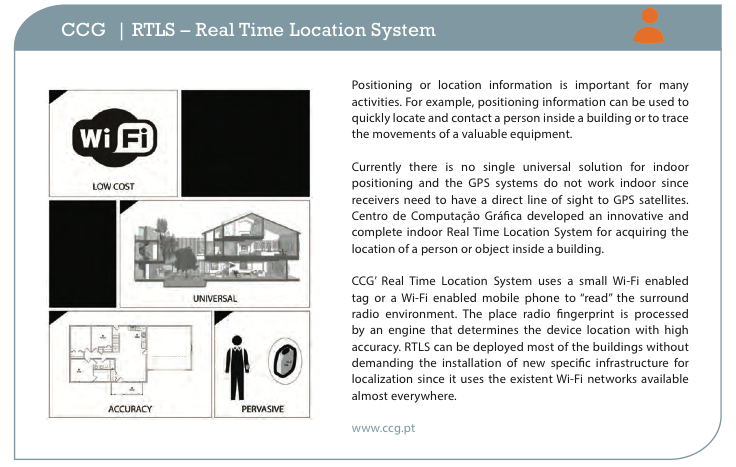 CCG | RTLS – Real Time Location System
Wi Fi
LOW COST
UNIVERSAL
ACCURACY
PERVASIVE
Positioning or location information is important for many
activities. For example, positioning information can be used to
quickly locate and contact a person inside a building or to trace
the movements of a valuable equipment.
Currently there is no single universal solution for indoor
positioning and the GPS systems do not work indoor since
receivers need to have a direct line of sight to GPS satellites.
Centro de Computação Gráfica developed an innovative and
complete indoor Real Time Location System for acquiring the
location of a person or object inside a building.
CCG’ Real Time Location System uses a small Wi-Fi enabled
tag or a Wi-Fi enabled mobile phone to “read” the surround
radio environment. The place radio fingerprint is processed
by an engine that determines the device location with high
accuracy. RTLS can be deployed most of the buildings without
demanding the installation of new specific infrastructure for
localization since it uses the existent Wi-Fi networks available
almost everywhere.
www.ccg.pt